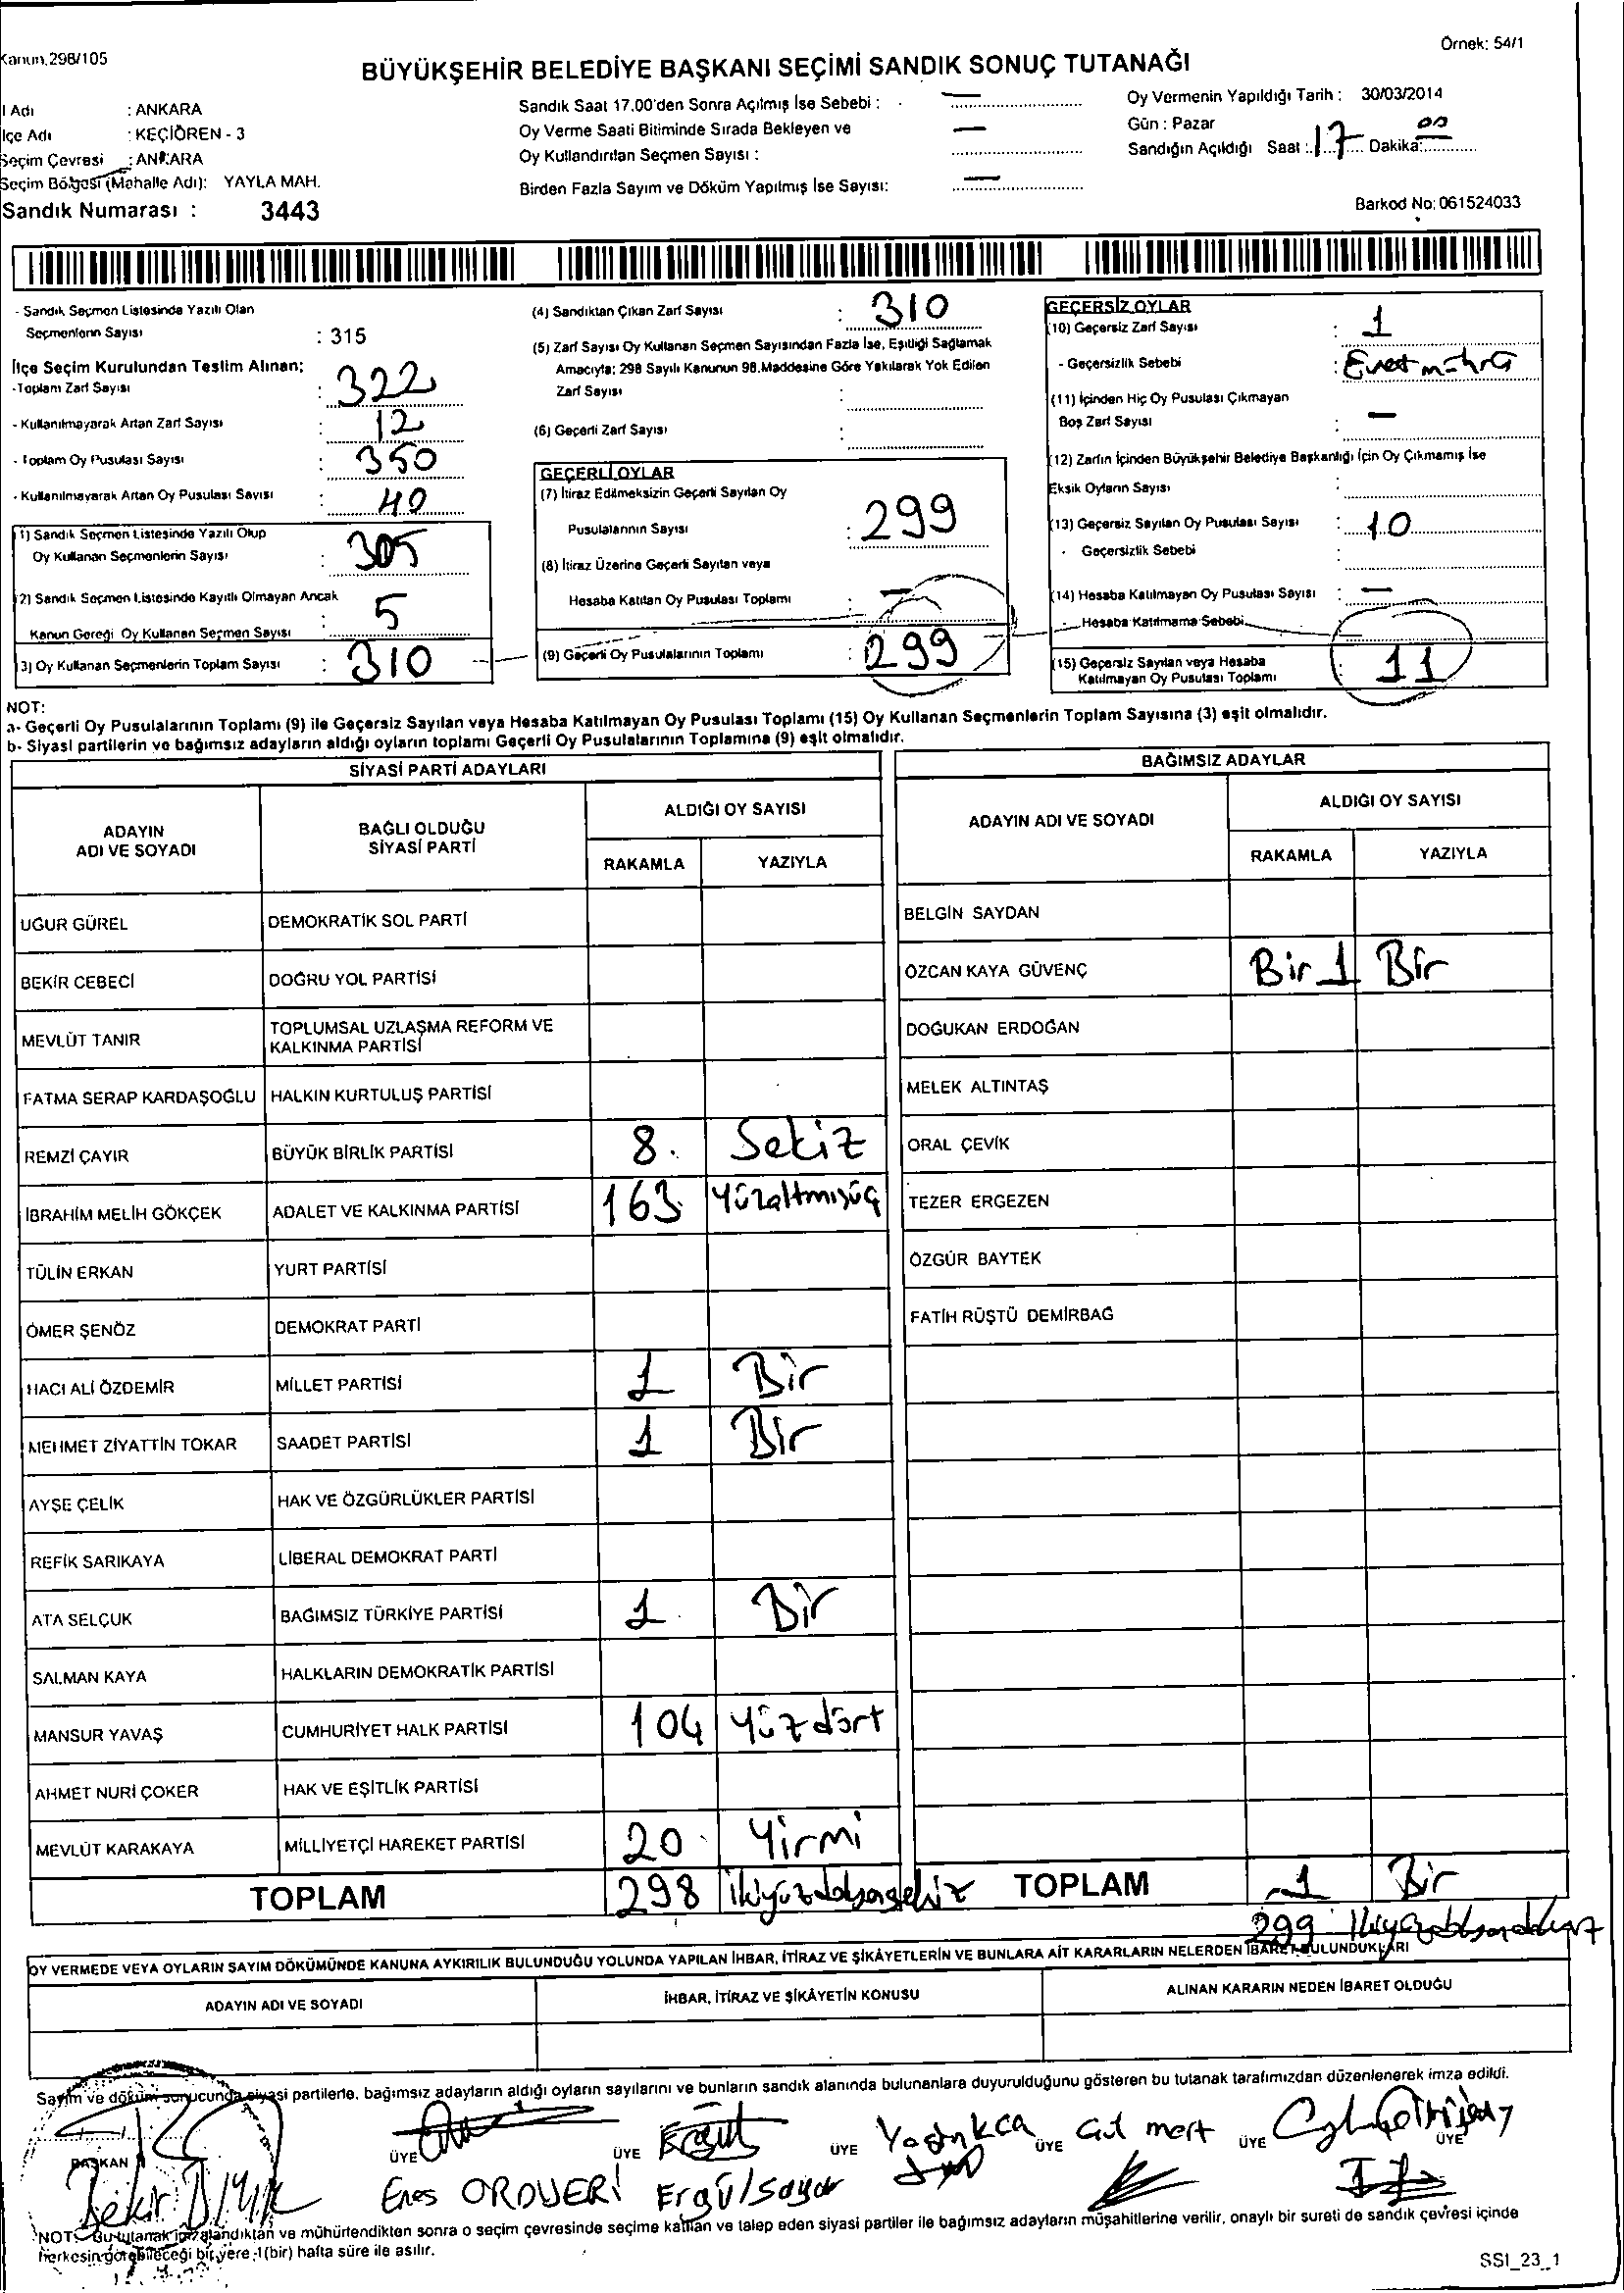 Kanun, 298/105
Örnek: 54/1
BÜYÜKŞEHİR BELEDİYE BAŞKANI SEÇİMİ SANDIK SONUÇ TUTANAĞI
İl Adı : ANKARA
İlçe Adı : KEÇİÖREN - 3
Seçim Çevresi : ANKARA
Seçim Bölgesi (Mahalle Adı): YAYLA MAH.
Sandık Numarası : 3443
Sandık Saat 17.00'den Sonra Açılmış İse Sebebi : —
Oy Verme Saati Bitiminde Sırada Bekleyen ve
Oy Kullandırılan Seçmen Sayısı : —
Birden Fazla Sayım ve Döküm Yapılmış İse Sayısı: —
Oy Vermenin Yapıldığı Tarih : 30/03/2014
Gün : Pazar
Sandığın Açıldığı Saat : 17 Dakika: 00
Barkod No: 061524033
- Sandık Seçmen Listesinde Yazılı Olan
Seçmenlerin Sayısı : 315
İlçe Seçim Kurulundan Teslim Alınan;
-Toplam Zarf Sayısı : 322
- Kullanılmayarak Artan Zarf Sayısı : 12
- Toplam Oy Pusulası Sayısı : 350
- Kullanılmayarak Artan Oy Pusulası Sayısı : 40
1) Sandık Seçmen Listesinde Yazılı Olup
Oy Kullanan Seçmenlerin Sayısı : 305
2) Sandık Seçmen Listesinde Kayıtlı Olmayan Ancak
Kanun Gereği Oy Kullanan Seçmen Sayısı : 5
3) Oy Kullanan Seçmenlerin Toplam Sayısı : 310
(4) Sandıktan Çıkan Zarf Sayısı : 310
(5) Zarf Sayısı Oy Kullanan Seçmen Sayısından Fazla İse, Eşitliği Sağlamak
Amacıyla; 298 Sayılı Kanunun 98.Maddesine Göre Yakılarak Yok Edilen
Zarf Sayısı :
(6) Geçerli Zarf Sayısı :
GEÇERLİ OYLAR
(7) İtiraz Edilmeksizin Geçerli Sayılan Oy
Pusulalarının Sayısı : 299
(8) İtiraz Üzerine Geçerli Sayılan veya
Hesaba Katılan Oy Pusulası Toplamı : —
(9) Geçerli Oy Pusulalarının Toplamı : 299
GEÇERSİZ OYLAR
(10) Geçersiz Zarf Sayısı : 1
- Geçersizlik Sebebi : Evet mührü
(11) İçinden Hiç Oy Pusulası Çıkmayan
Boş Zarf Sayısı : —
(12) Zarfın İçinden Büyükşehir Belediye Başkanlığı İçin Oy Çıkmamış İse
Eksik Oyların Sayısı :
(13) Geçersiz Sayılan Oy Pusulası Sayısı : 10
- Geçersizlik Sebebi :
(14) Hesaba Katılmayan Oy Pusulası Sayısı : —
- Hesaba Katılmama Sebebi
(15) Geçersiz Sayılan veya Hesaba
Katılmayan Oy Pusulası Toplamı : 11
NOT:
a- Geçerli Oy Pusulalarının Toplamı (9) ile Geçersiz Sayılan veya Hesaba Katılmayan Oy Pusulası Toplamı (15) Oy Kullanan Seçmenlerin Toplam Sayısına (3) eşit olmalıdır.
b- Siyasi partilerin ve bağımsız adayların aldığı oyların toplamı Geçerli Oy Pusulalarının Toplamına (9) eşit olmalıdır.
SİYASİ PARTİ ADAYLARI
ADAYIN ADI VE SOYADI
BAĞLI OLDUĞU SİYASİ PARTİ
ALDIĞI OY SAYISI
RAKAMLA YAZIYLA
UĞUR GÜREL DEMOKRATİK SOL PARTİ
BEKİR CEBECİ DOĞRU YOL PARTİSİ
MEVLÜT TANIR TOPLUMSAL UZLAŞMA REFORM VE KALKINMA PARTİSİ
FATMA SERAP KARDAŞOĞLU HALKIN KURTULUŞ PARTİSİ
REMZİ ÇAYIR BÜYÜK BİRLİK PARTİSİ 8. Sekiz
İBRAHİM MELİH GÖKÇEK ADALET VE KALKINMA PARTİSİ 163 Yüzaltmışüç
TÜLİN ERKAN YURT PARTİSİ
ÖMER ŞENÖZ DEMOKRAT PARTİ
HACI ALİ ÖZDEMİR MİLLET PARTİSİ 1 Bir
MEHMET ZİYATTİN TOKAR SAADET PARTİSİ 1 Bir
AYŞE ÇELİK HAK VE ÖZGÜRLÜKLER PARTİSİ
REFİK SARIKAYA LİBERAL DEMOKRAT PARTİ
ATA SELÇUK BAĞIMSIZ TÜRKİYE PARTİSİ 1 Bir
SALMAN KAYA HALKLARIN DEMOKRATİK PARTİSİ
MANSUR YAVAŞ CUMHURİYET HALK PARTİSİ 104 Yüzdört
AHMET NURİ ÇOKER HAK VE EŞİTLİK PARTİSİ
MEVLÜT KARAKAYA MİLLİYETÇİ HAREKET PARTİSİ 20 Yirmi
TOPLAM 298 ikiyüzdoksansekiz
BAĞIMSIZ ADAYLAR
ADAYIN ADI VE SOYADI
ALDIĞI OY SAYISI
RAKAMLA YAZIYLA
BELGİN SAYDAN
ÖZCAN KAYA GÜVENÇ Bir 1 Bir
DOĞUKAN ERDOĞAN
MELEK ALTINTAŞ
ORAL ÇEVİK
TEZER ERGEZEN
ÖZGÜR BAYTEK
FATİH RÜŞTÜ DEMİRBAĞ
TOPLAM 1 Bir
299 ikiyüzdoksandokuz
OY VERMEDE VEYA OYLARIN SAYIM DÖKÜMÜNDE KANUNA AYKIRILIK BULUNDUĞU YOLUNDA YAPILAN İHBAR, İTİRAZ VE ŞİKÂYETLERİN VE BUNLARA AİT KARARLARIN NELERDEN İBARET BULUNDUKLARI
ADAYIN ADI VE SOYADI
İHBAR, İTİRAZ VE ŞİKÂYETİN KONUSU
ALINAN KARARIN NEDEN İBARET OLDUĞU
Sayım ve döküm sonucunda siyasi partilerle, bağımsız adayların aldığı oyların sayılarını ve bunların sandık alanında bulunanlara duyurulduğunu gösteren bu tutanak tarafımızdan düzenlenerek imza edildi.
BAŞKAN ÜYE ÜYE ÜYE ÜYE ÜYE ÜYE
Gül mert
Bekir
Enes ORDUERİ
Ergül Sayar
NOT: Bu tutanak imzalandıktan ve mühürlendikten sonra o seçim çevresinde seçime katılan ve talep eden siyasi partiler ile bağımsız adayların müşahitlerine verilir, onaylı bir sureti de sandık çevresi içinde
herkesin görebileceği bir yere 1(bir) hafta süre ile asılır.
SSI_23_1